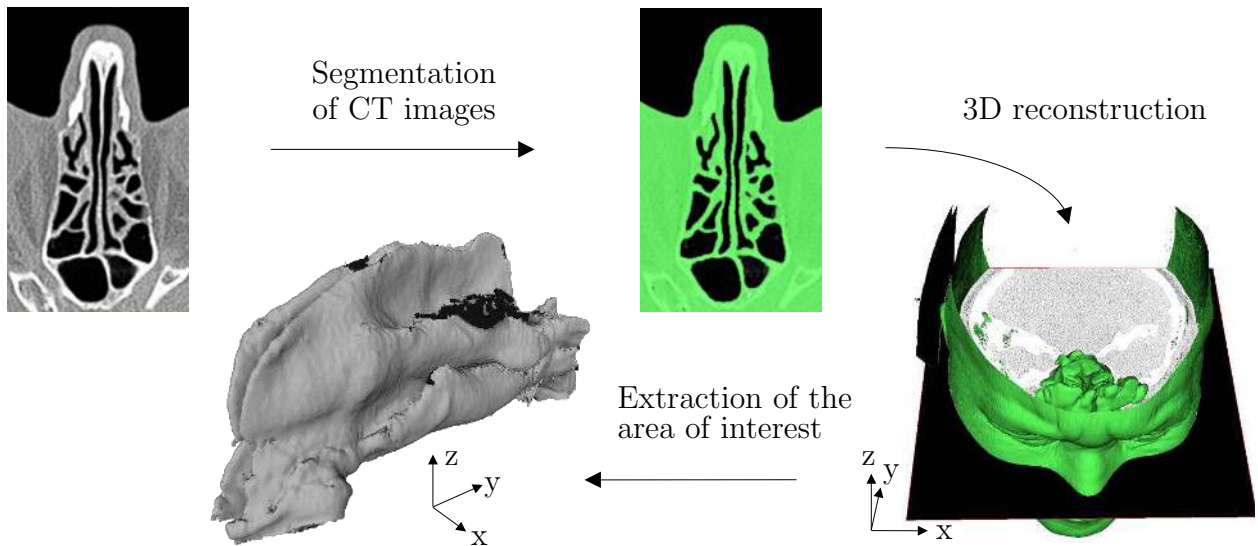 Segmentation
of CT images
3D reconstruction
Extraction of the
area of interest
z
y
x
z
y
x